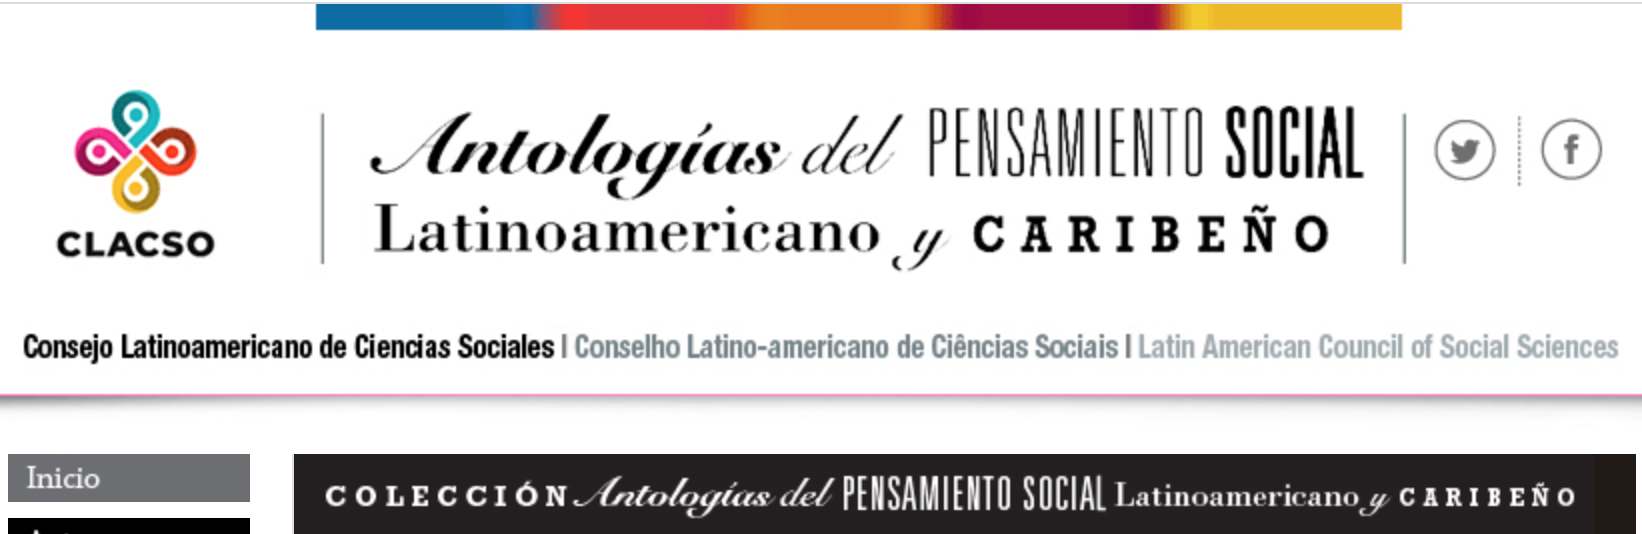 CLACSO
Antologías del PENSAMIENTO SOCIAL
Latinoamericano y CARIBEÑO
Consejo Latinoamericano de Ciencias Sociales | Conselho Latino-americano de Ciências Sociais | Latin American Council of Social Sciences
Inicio
COLECCIÓN Antologías del PENSAMIENTO SOCIAL Latinoamericano y CARIBEÑO